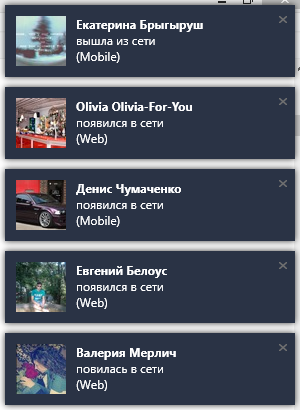 Екатерина Брыгыруш
вышла из сети
(Mobile)
Olivia Olivia-For-You
появился в сети
(Web)
Денис Чумаченко
появился в сети
(Mobile)
Евгений Белоус
появился в сети
(Web)
Валерия Мерлич
повилась в сети
(Web)